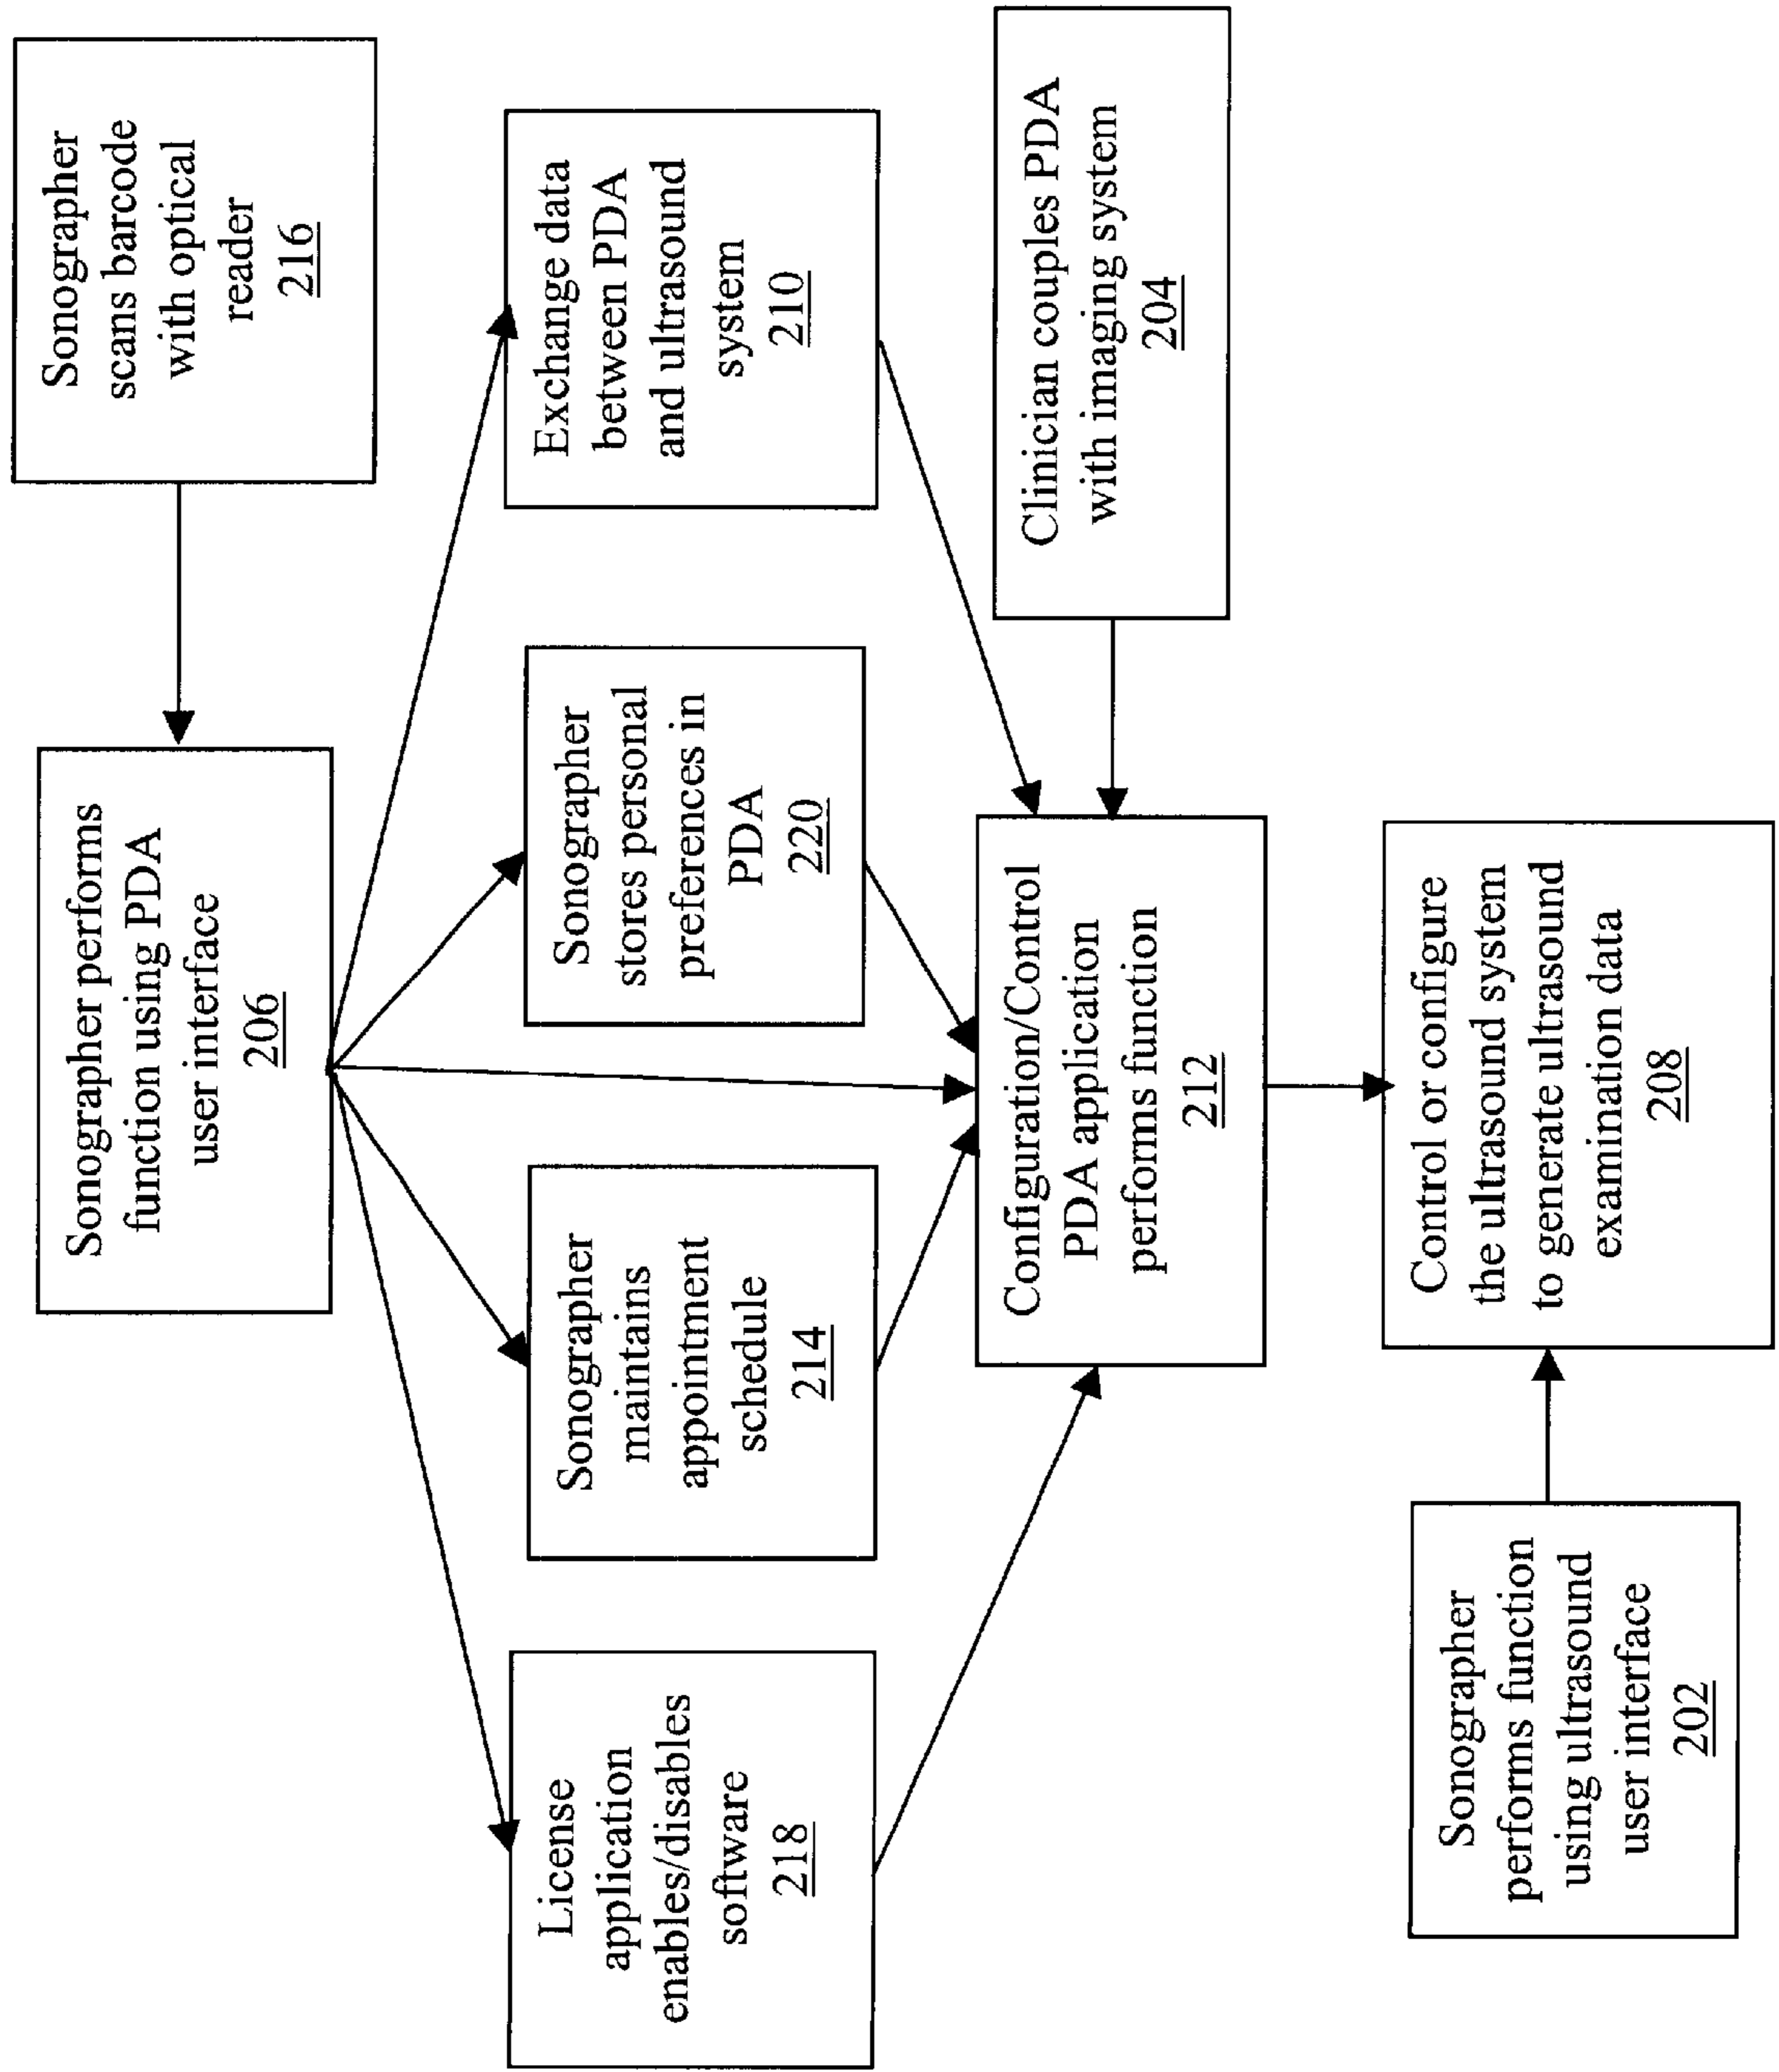 Sonographer performs
function using PDA
user interface
206
Sonographer
scans barcode
with optical
reader
216
License
application
enables/disables
software
218
Sonographer
maintains
appointment
schedule
214
Sonographer
stores personal
preferences in
PDA
220
Exchange data
between PDA
and ultrasound
system
210
Configuration/Control
PDA application
performs function
212
Clinician couples PDA
with imaging system
204
Sonographer
performs function
using ultrasound
user interface
202
Control or configure
the ultrasound system
to generate ultrasound
examination data
208